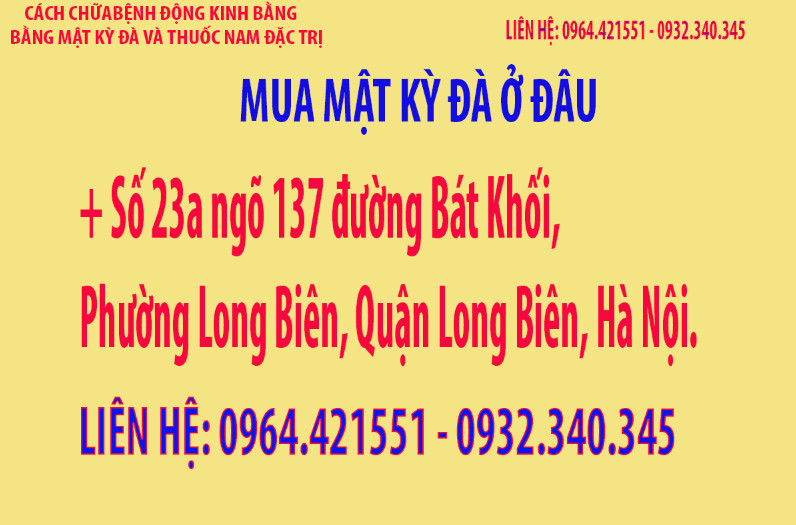 CÁCH CHỮABỆNH ĐỘNG KINH BẰNG
BẰNG MẬT KỲ ĐÀ VÀ THUỐC NAM ĐẶC TRỊ
LIÊN HỆ: 0964.421551 - 0932.340.345
MUA MẬT KỲ ĐÀ Ở ĐÂU
+ Số 23a ngõ 137 đường Bát Khối,
Phường Long Biên, Quận Long Biên, Hà Nội.
LIÊN HỆ: 0964.421551 - 0932.340.345